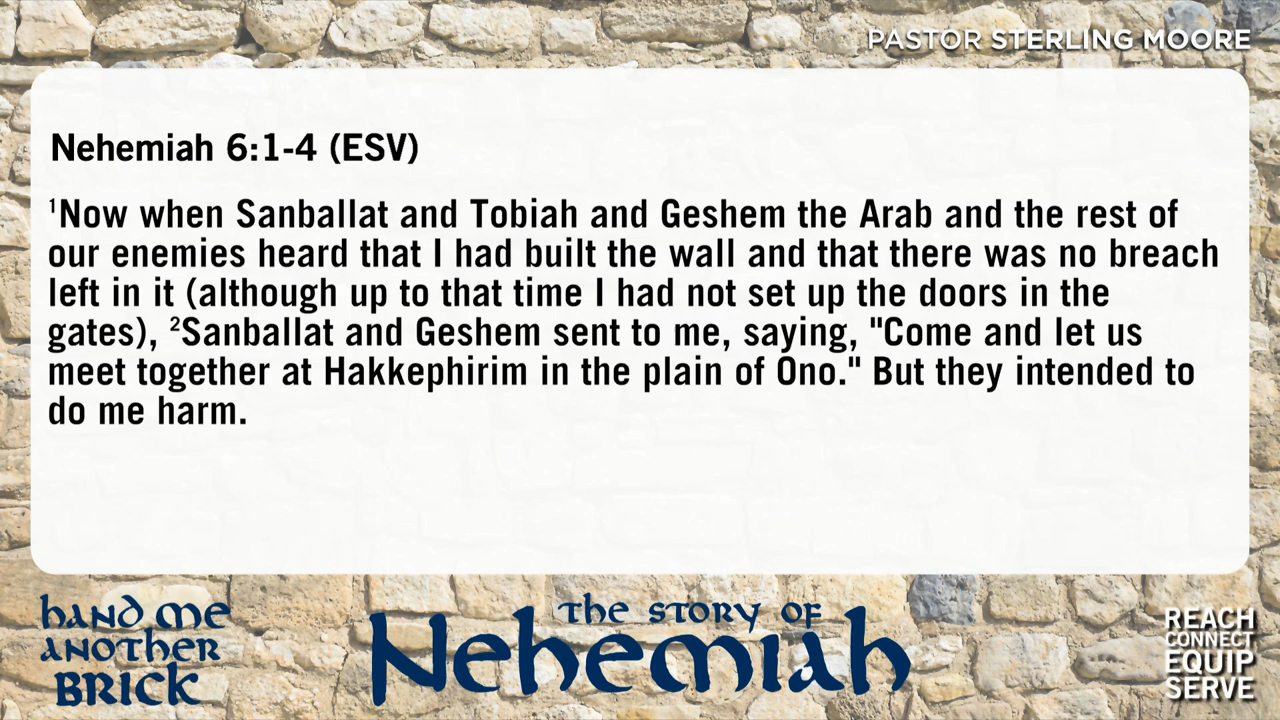 PASTOR STERLING MOORE
Nehemiah 6:1-4 (ESV)
¹Now when Sanballat and Tobiah and Geshem the Arab and the rest of
our enemies heard that I had built the wall and that there was no breach
left in it (although up to that time I had not set up the doors in the
gates), ²Sanballat and Geshem sent to me, saying, "Come and let us
meet together at Hakkephirim in the plain of Ono." But they intended to
do me harm.
hand me
another
BRICK
the story of
Nehemiah
REACH
CONNECT
EQUIP
SERVE